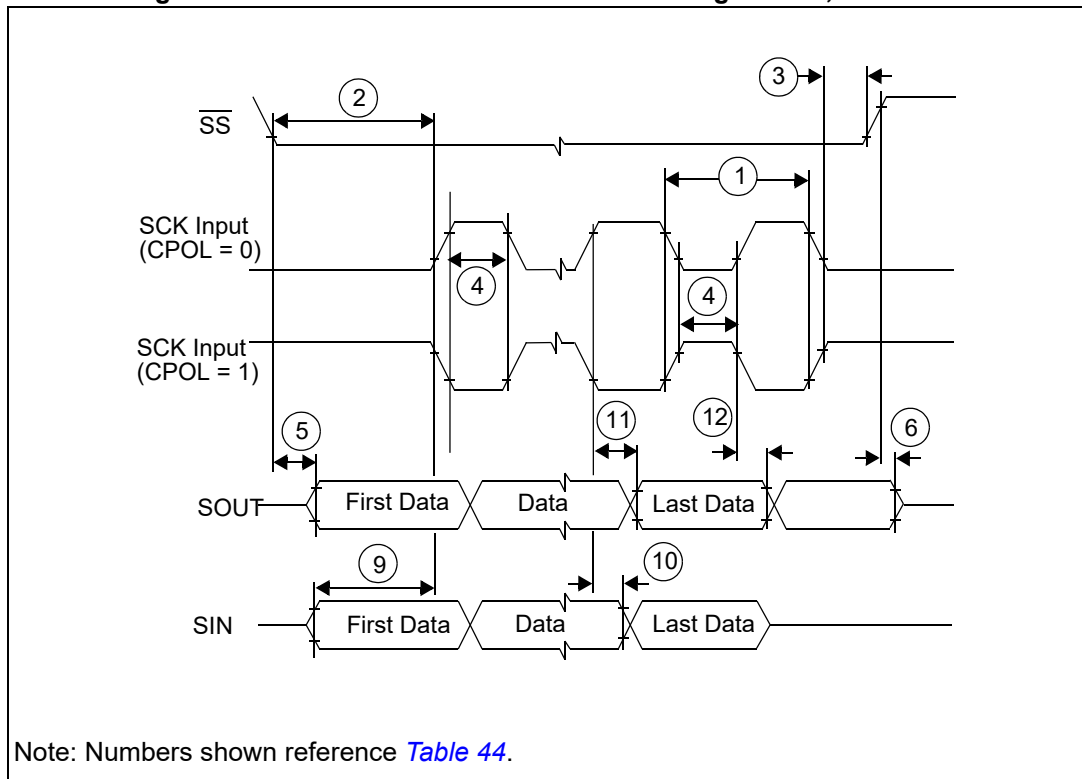 3
2
SS
1
SCK Input
(CPOL = 0)
4
4
SCK Input
(CPOL = 1)
5
11
12
6
SOUT
First Data
Data
Last Data
9
10
SIN
First Data
Data
Last Data
Note: Numbers shown reference Table 44.